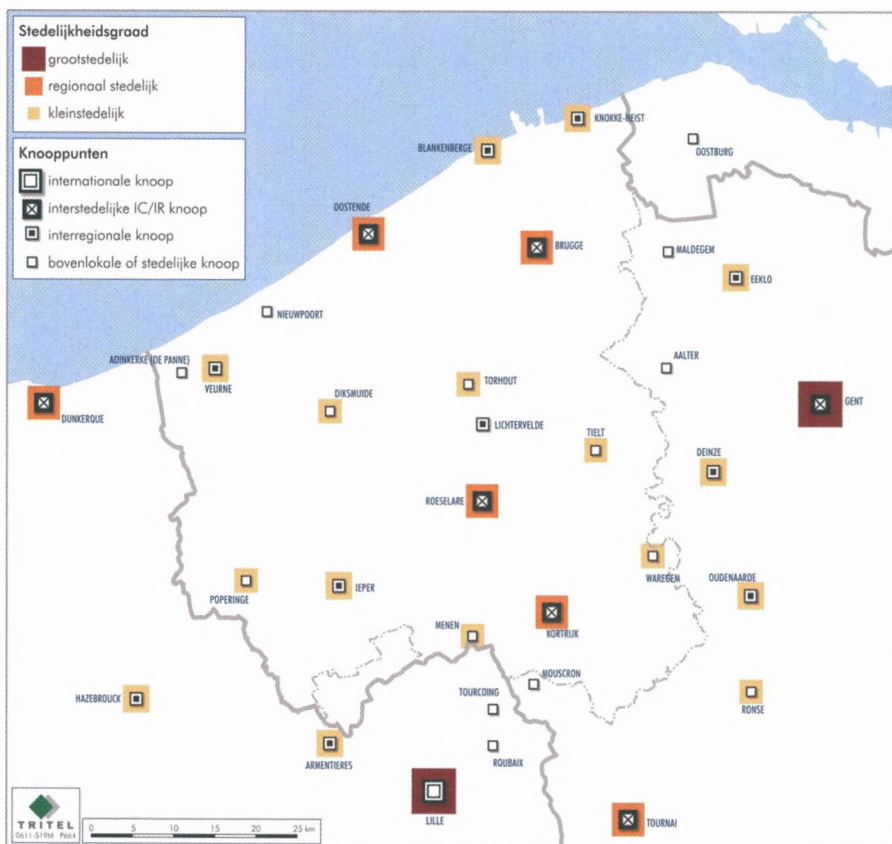 Stedelijkheidsgraad
grootstedelijk
regionaal stedelijk
kleinstedelijk
Knooppunten
internationale knoop
interstedelijke IC/IR knoop
interregionale knoop
bovenlokale of stedelijke knoop
KNOKKE-HEIST
BLANKENBERGE
OOSTBURG
OOSTENDE
BRUGGE
MALDEGEM
EEKLO
NIEUWPOORT
ADINKERKE (DE PANNE)
VEURNE
AALTER
TORHOUT
DIKSMUIDE
DUNKERQUE
GENT
LICHTERVELDE
TIELT
DEINZE
ROESELARE
WAREGEM
OUDENAARDE
POPERINGE
IEPER
MENEN
KORTRIJK
MOUSCRON
HAZEBROUCK
TOURCOING
RONSE
ARMENTIERES
ROUBAIX
LILLE
TOURNAI
TRITEL
0611-519M P664
0 5 10 15 20 25 km